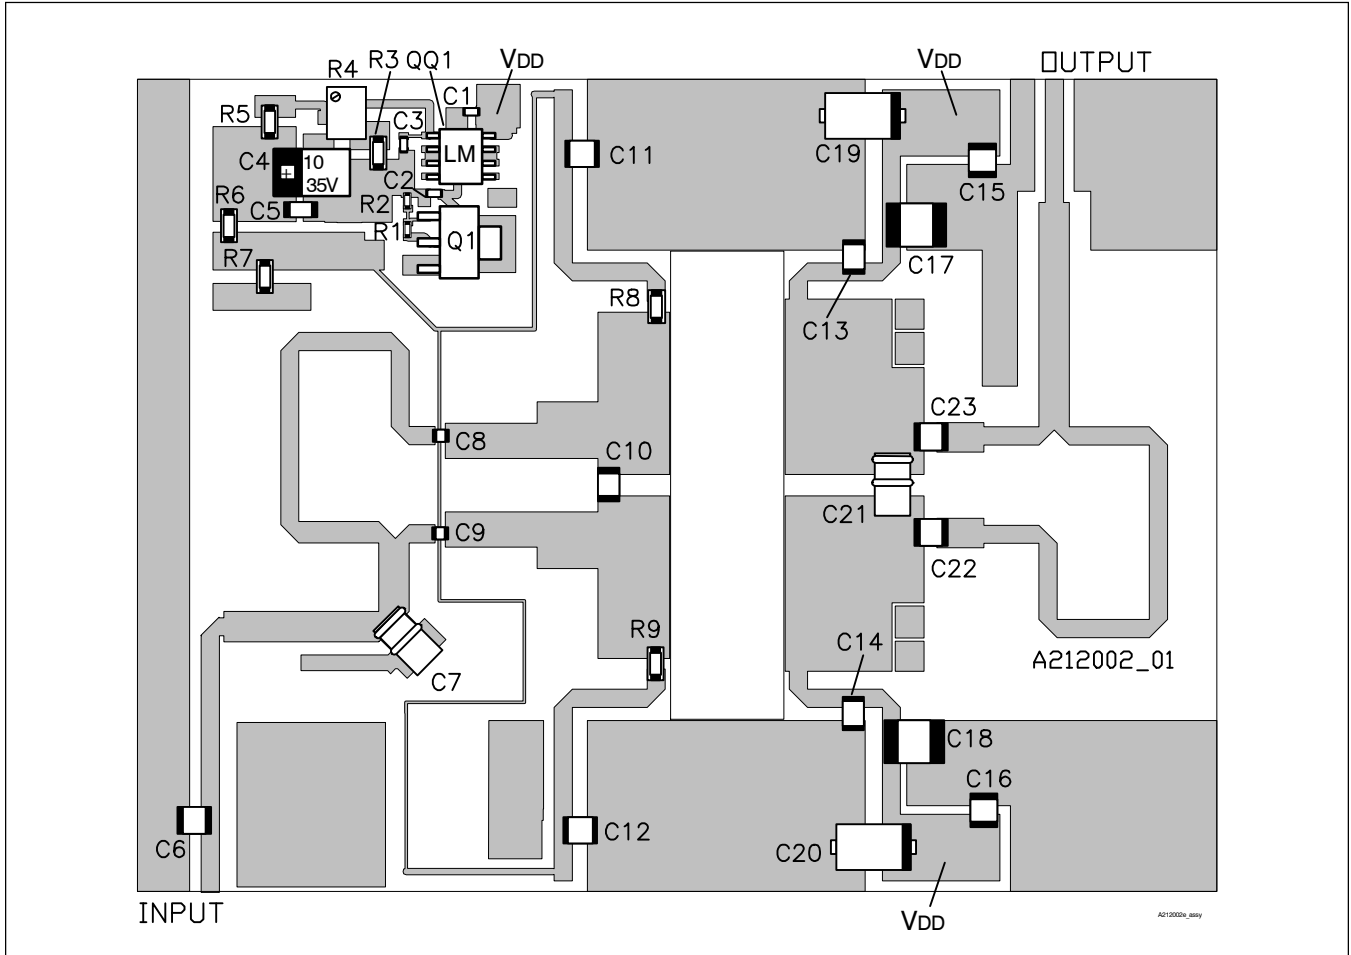 VDD
VDD
OUTPUT
R4
R3
QQ1
C1
R5
C3
C4
10
35V
LM
C11
C19
C15
C2
R6
C5
R2
R1
Q1
R7
C17
R8
C13
C23
C8
C10
C21
C9
C22
R9
C14
A212002_01
C7
C18
C16
C6
C12
C20
INPUT
VDD
A212002e_assy